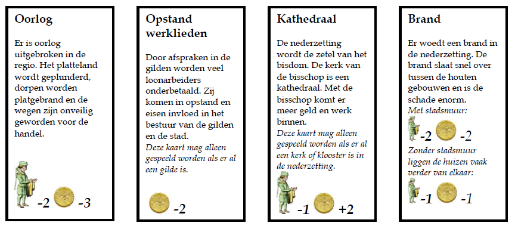 Oorlog
Er is oorlog
uitgebroken in de
regio. Het platteland
wordt geplunderd,
dorpen worden
platgebrand en de
wegen zijn onveilig
geworden voor de
handel.
-2 -3
Opstand
werklieden
Door afspraken in de
gilden worden veel
loonarbeiders
onderbetaald. Zij
komen in opstand en
eisen invloed in het
bestuur van de gilden
en de stad.
Deze kaart mag alleen
gespeeld worden als er al
een gilde is.
-2
Kathedraal
De nederzetting
wordt de zetel van het
bisdom. De kerk van
de bisschop is een
kathedraal. Met de
bisschop komt er
meer geld en werk
binnen.
Deze kaart mag alleen
gespeeld worden als er al
een kerk of klooster is in
de nederzetting.
-1 +2
Brand
Er woedt een brand in
de nederzetting. De
brand slaat snel over
tussen de houten
gebouwen en is de
schade enorm.
Met stadsmuur:
-2 -2
Zonder stadsmuur
liggen de huizen vaak
verder van elkaar:
-1 -1